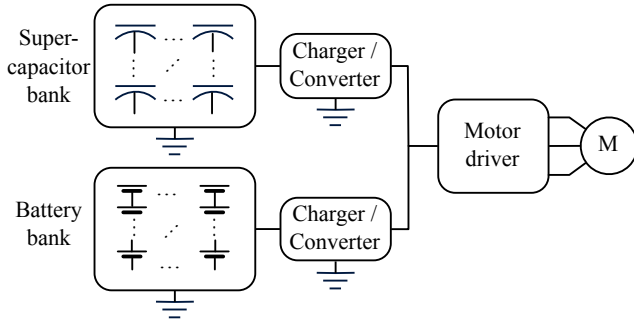 Super-
capacitor
bank
Charger /
Converter
Motor
driver
M
Battery
bank
Charger /
Converter